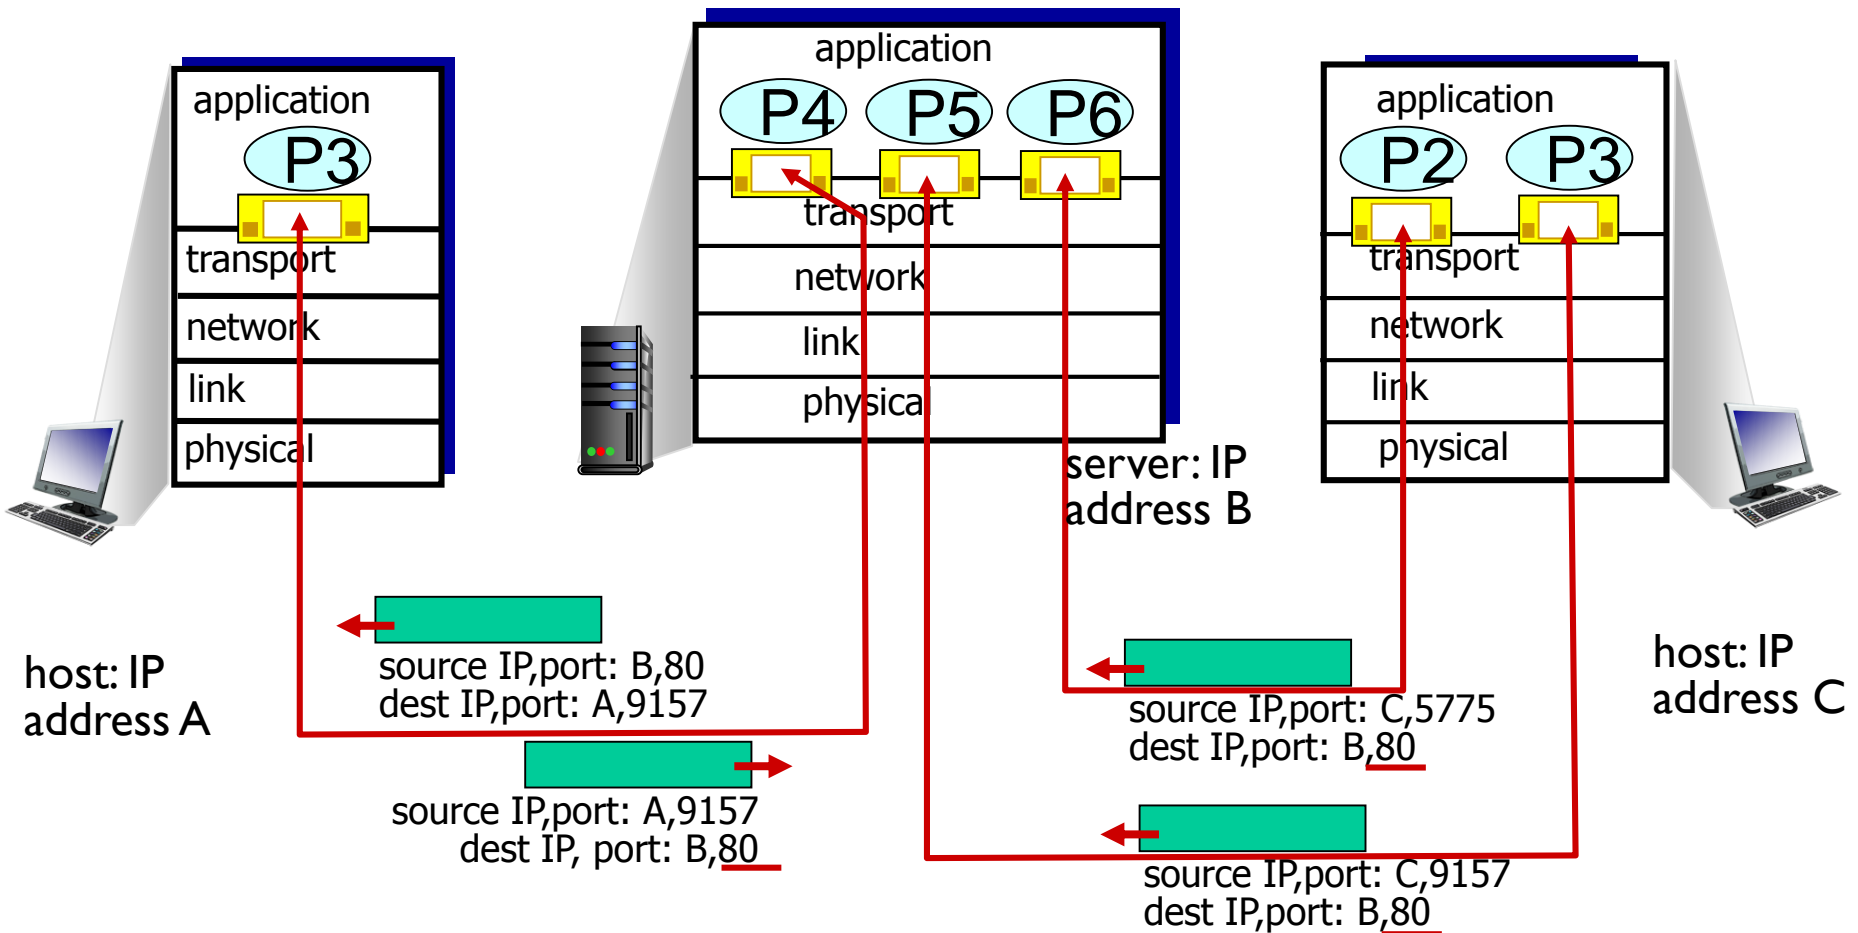 application
P3
transport
network
link
physical
host: IP
address A
application
P4 P5 P6
transport
network
link
physical
server: IP
address B
application
P2 P3
transport
network
link
physical
host: IP
address C
source IP,port: B,80
dest IP,port: A,9157
source IP,port: A,9157
dest IP, port: B,80
source IP,port: C,5775
dest IP,port: B,80
source IP,port: C,9157
dest IP,port: B,80